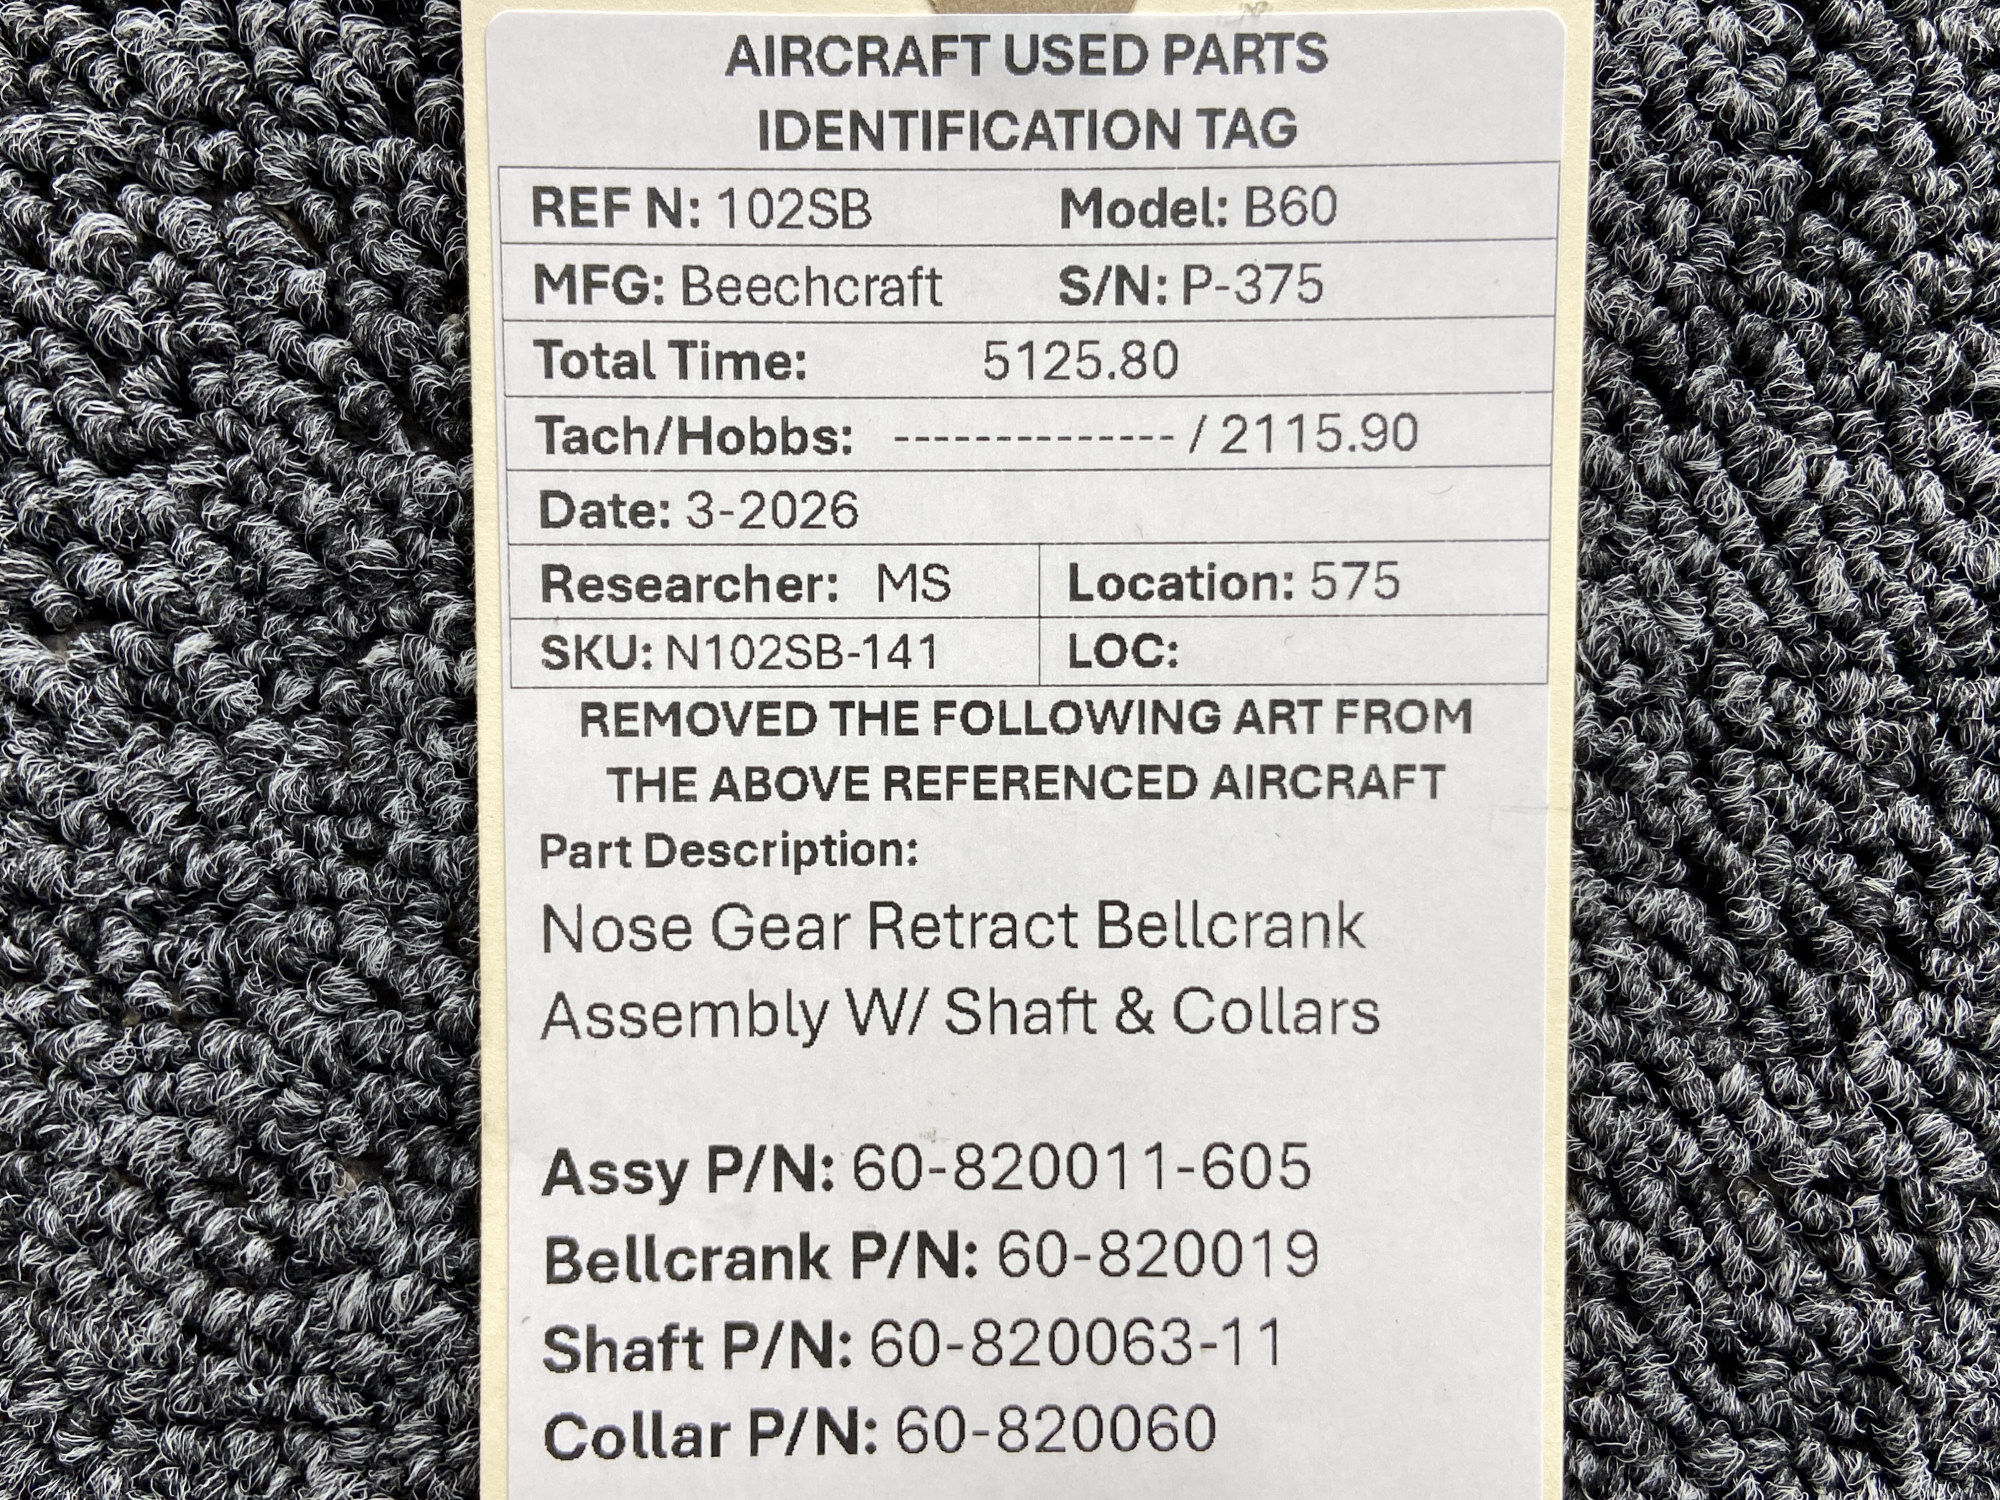 AIRCRAFT USED PARTS
IDENTIFICATION TAG
REF N: 102SB Model: B60
MFG: Beechcraft S/N: P-375
Total Time: 5125.80
Tach/Hobbs: -------------- / 2115.90
Date: 3-2026
Researcher: MS Location: 575
SKU: N102SB-141 LOC:
REMOVED THE FOLLOWING ART FROM
THE ABOVE REFERENCED AIRCRAFT
Part Description:
Nose Gear Retract Bellcrank
Assembly W/ Shaft & Collars
Assy P/N: 60-820011-605
Bellcrank P/N: 60-820019
Shaft P/N: 60-820063-11
Collar P/N: 60-820060